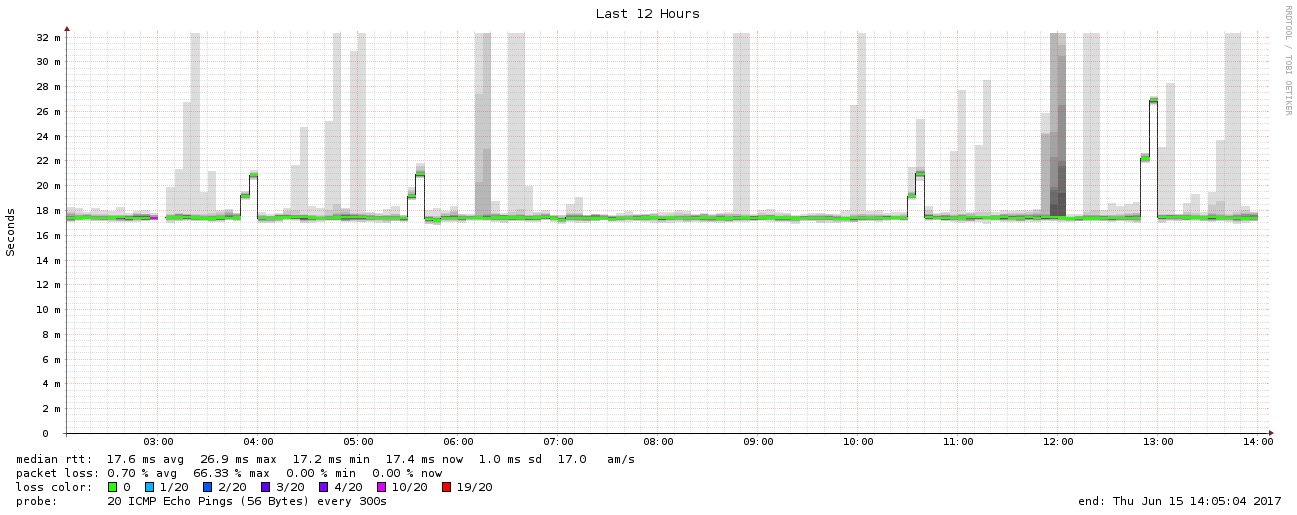 Last 12 Hours
RRDTOOL / TOBI OETIKER
Seconds
32 m
30 m
28 m
26 m
24 m
22 m
20 m
18 m
16 m
14 m
12 m
10 m
8 m
6 m
4 m
2 m
0
03:00 04:00 05:00 06:00 07:00 08:00 09:00 10:00 11:00 12:00 13:00 14:00
median rtt: 17.6 ms avg 26.9 ms max 17.2 ms min 17.4 ms now 1.0 ms sd 17.0 am/s
packet loss: 0.70 % avg 66.33 % max 0.00 % min 0.00 % now
loss color: 0 1/20 2/20 3/20 4/20 10/20 19/20
probe: 20 ICMP Echo Pings (56 Bytes) every 300s end: Thu Jun 15 14:05:04 2017